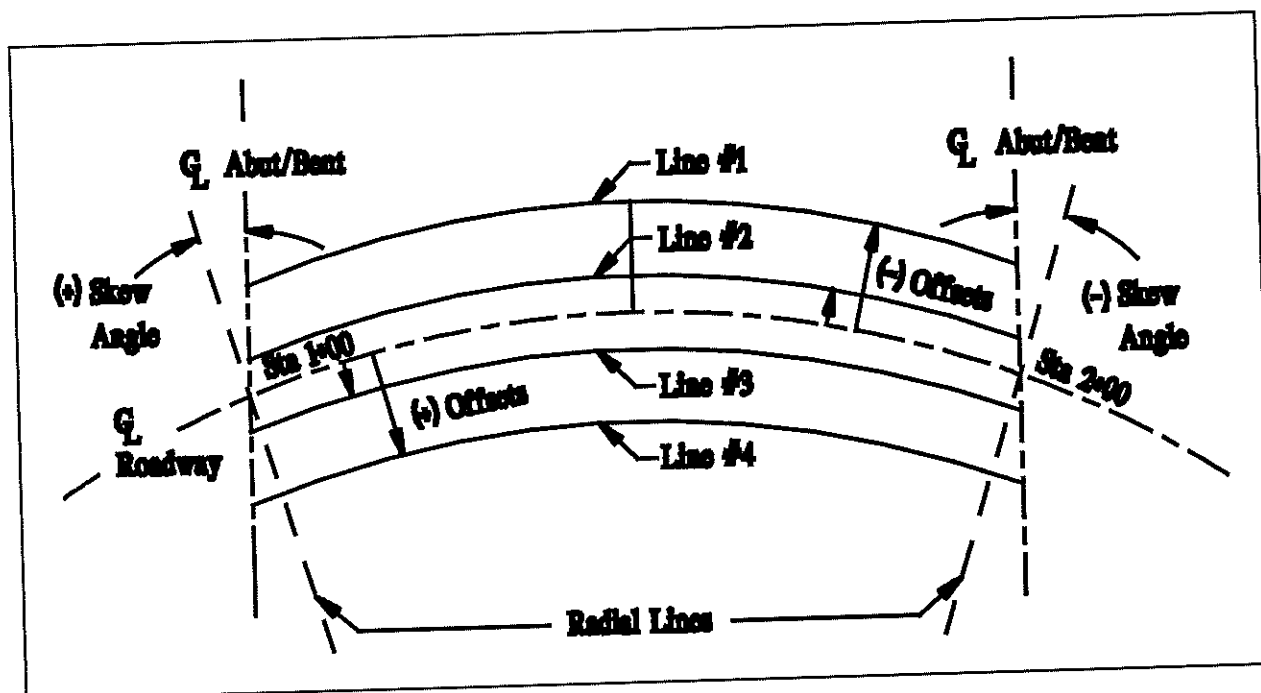 ℄ Abut/Bent
℄ Abut/Bent
Line #1
Line #2
(-) Offsets
(+) Skew
Angle
(-) Skew
Angle
Sta 1+00
Sta 2+00
(+) Offsets
Line #3
℄
Roadway
Line #4
Radial Lines